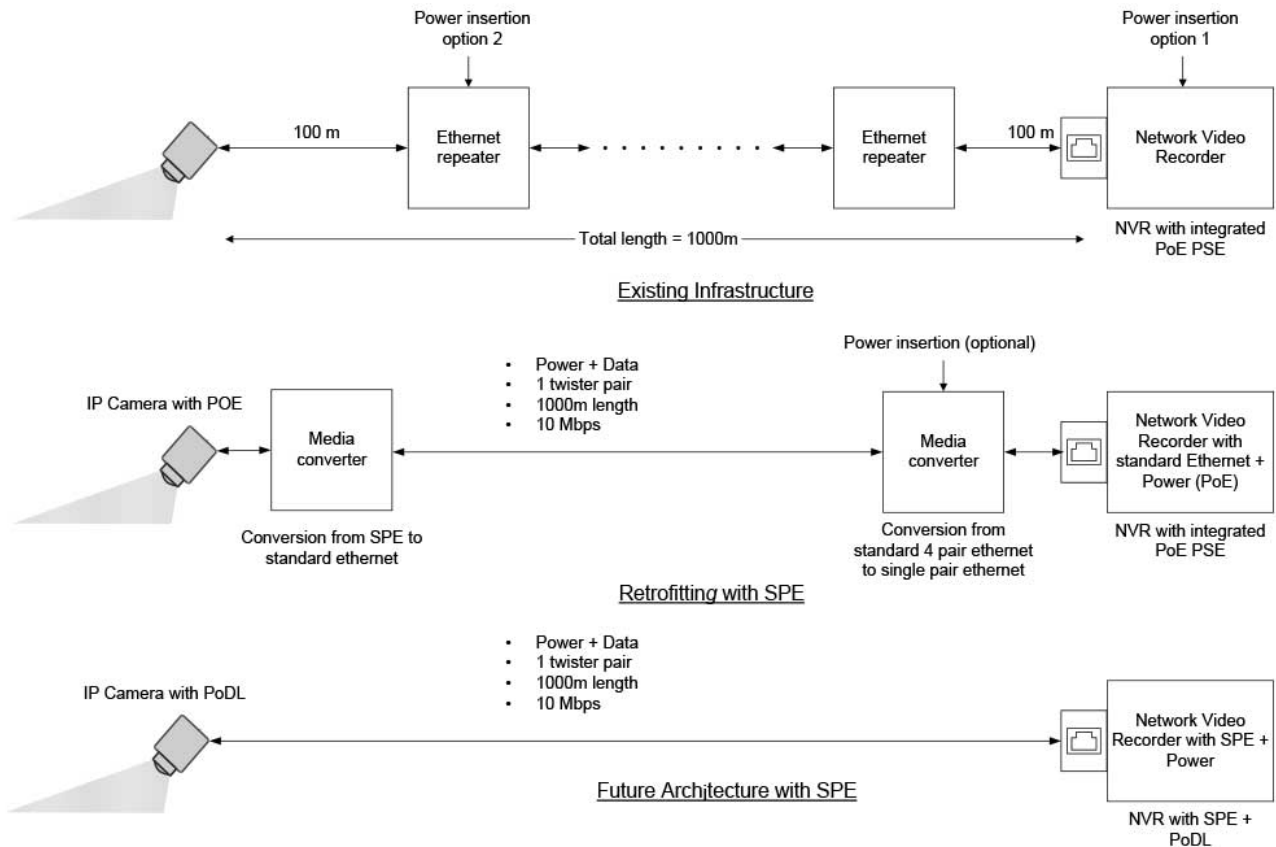 Power insertion
option 2
Power insertion
option 1
100 m
Ethernet
repeater
Ethernet
repeater
100 m
Network Video
Recorder
Total length = 1000m
NVR with integrated
PoE PSE
Existing Infrastructure
• Power + Data
• 1 twister pair
• 1000m length
• 10 Mbps
Power insertion (optional)
IP Camera with POE
Media
converter
Media
converter
Network Video
Recorder with
standard Ethernet +
Power (PoE)
Conversion from SPE to
standard ethernet
Conversion from
standard 4 pair ethernet
to single pair ethernet
NVR with integrated
PoE PSE
Retrofitting with SPE
• Power + Data
• 1 twister pair
• 1000m length
• 10 Mbps
IP Camera with PoDL
Network Video
Recorder with SPE +
Power
Future Architecture with SPE
NVR with SPE +
PoDL